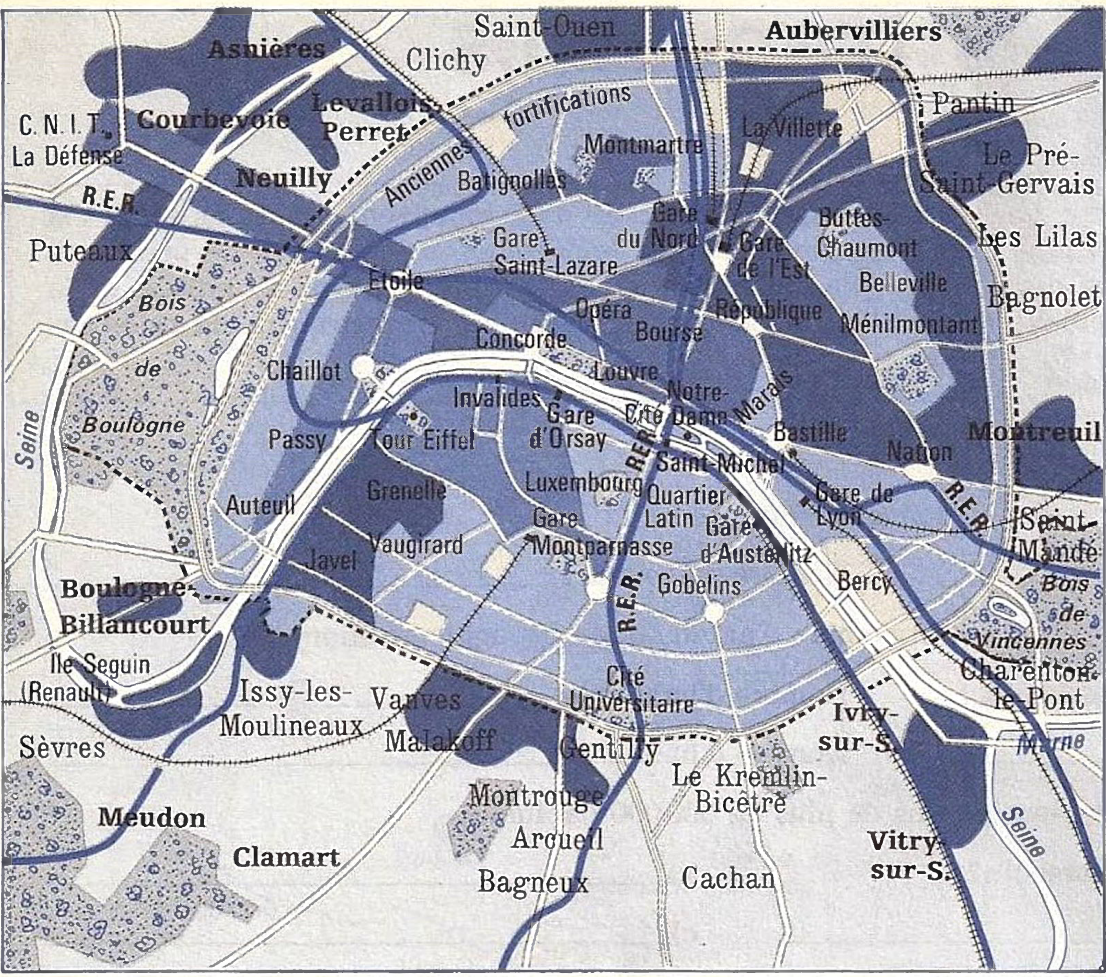 Saint-Ouen
Aubervilliers
Asnières
Clichy
Levallois-
Perret
fortifications
Anciennes
Pantin
C.N.I.T.
La Défense
Courbevoie
La Villette
Montmartre
Le Pré-
Saint-Gervais
Neuilly
Batignolles
R.E.R.
Puteaux
Gare
du Nord
Gare
Saint-Lazare
Gare
de l'Est
Buttes-
Chaumont
Les Lilas
Etoile
Belleville
Bagnolet
Bois
de
Boulogne
Opéra
Bourse
République
Ménilmontant
Concorde
Chaillot
Louvre
Invalides
Gare
d'Orsay
Notre-
Dame
Cité
Marais
Seine
Passy
Tour Eiffel
RER
Bastille
Montreuil
Saint-Michel
Nation
Auteuil
Grenelle
Luxembourg
Quartier
Latin
Gare de
Lyon
R.E.R.
Gare
Montparnasse
Gare
d'Austerlitz
Saint-
Mandé
Javel
Vaugirard
Gobelins
Bercy
Bois
de
Vincennes
Boulogne-
Billancourt
R.E.R.
Ile Seguin
(Renault)
Issy-les-
Moulineaux
Vanves
Malakoff
Cité
Universitaire
Charenton-
le-Pont
Ivry-
sur-S.
Marne
Sèvres
Gentilly
Le Kremlin-
Bicêtre
Montrouge
Arcueil
Bagneux
Cachan
Meudon
Clamart
Vitry-
sur-S.
Seine